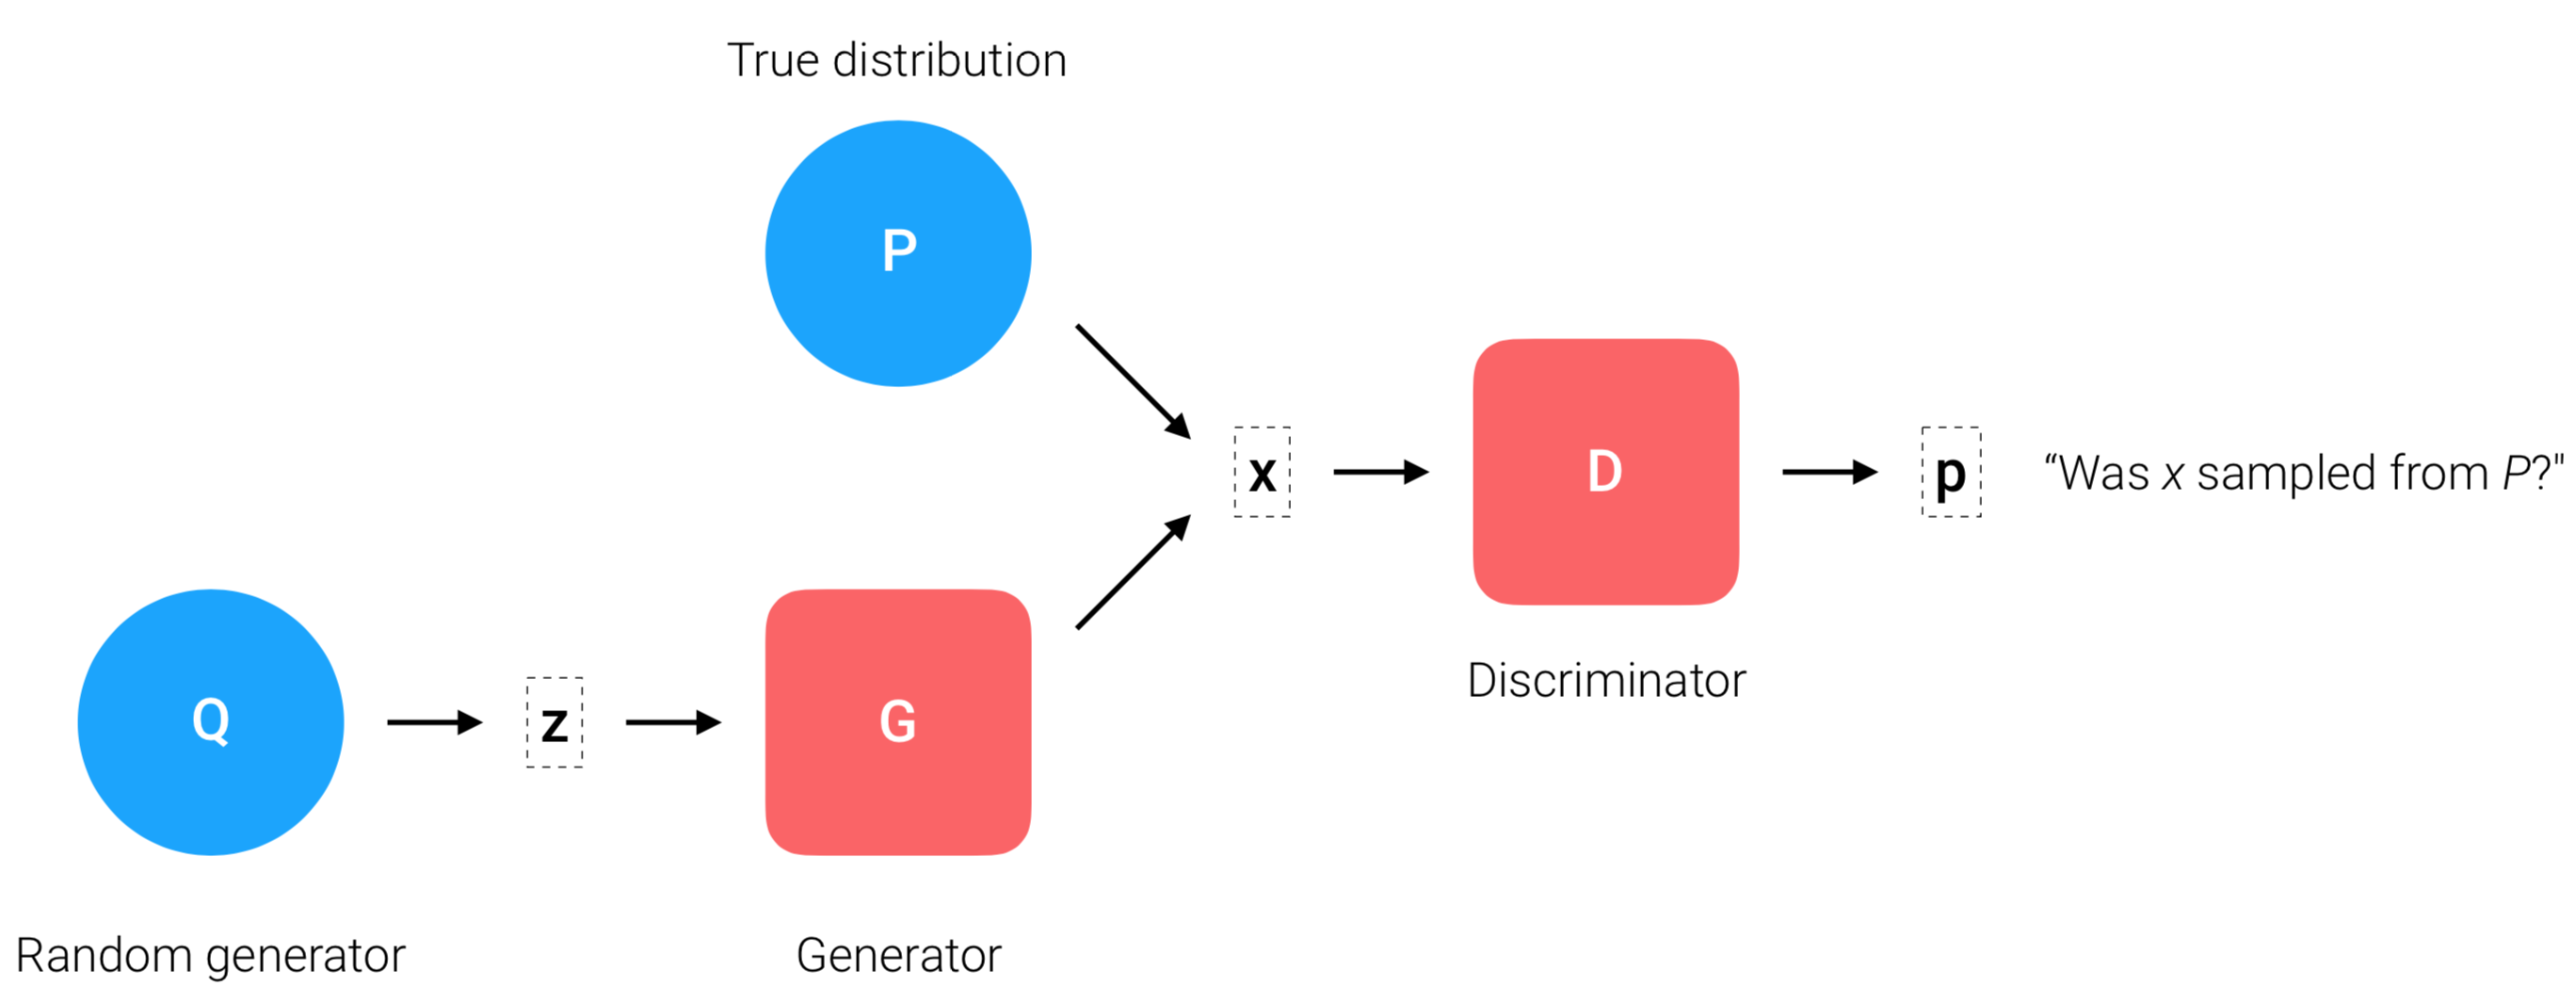 True distribution
P
x
D
p
“Was x sampled from P?"
Discriminator
Q
z
G
Random generator
Generator